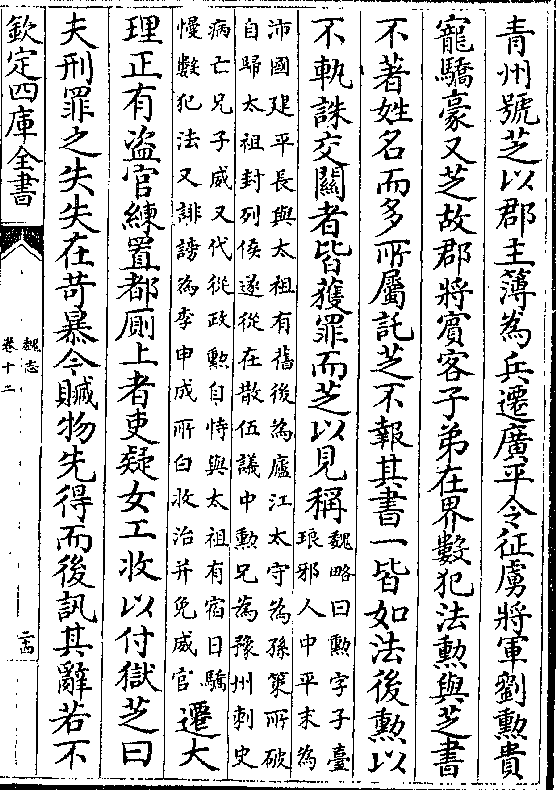 青州號芝以郡主簿為兵遷廣平令征虜將軍劉勲貴
寵驕豪又芝故郡將賓客子弟在界數犯法勲與芝書
不著姓名而多所屬託芝不報其書一皆如法後勲以
不軌誅交關者皆獲罪而芝以見稱
魏略曰勲字子臺
琅邪人中平末為
沛國建平長與太祖有舊後為廬江太守為孫策所破
自歸太祖封列侯遂從在散伍議中勲兄為豫州刺史
病亡兄子威又代從政勲自恃與太祖有宿日驕
慢數犯法又誹謗為李申成所白收治并免威官
遷大
理正有盗官練置都厠上者吏疑女工收以付獄芝曰
夫刑罪之失失在苛暴今贓物先得而後訊其辭若不
欽定四庫全書
魏志
卷十二
二四